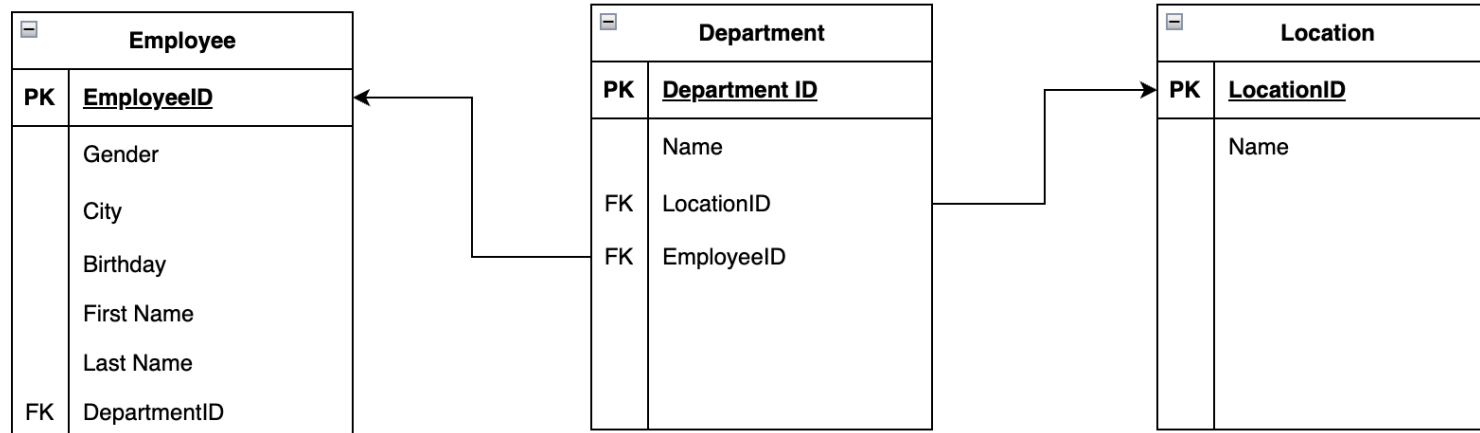 Employee
PK EmployeeID
Gender
City
Birthday
First Name
Last Name
FK DepartmentID
Department
PK Department ID
Name
FK LocationID
FK EmployeeID
Location
PK LocationID
Name